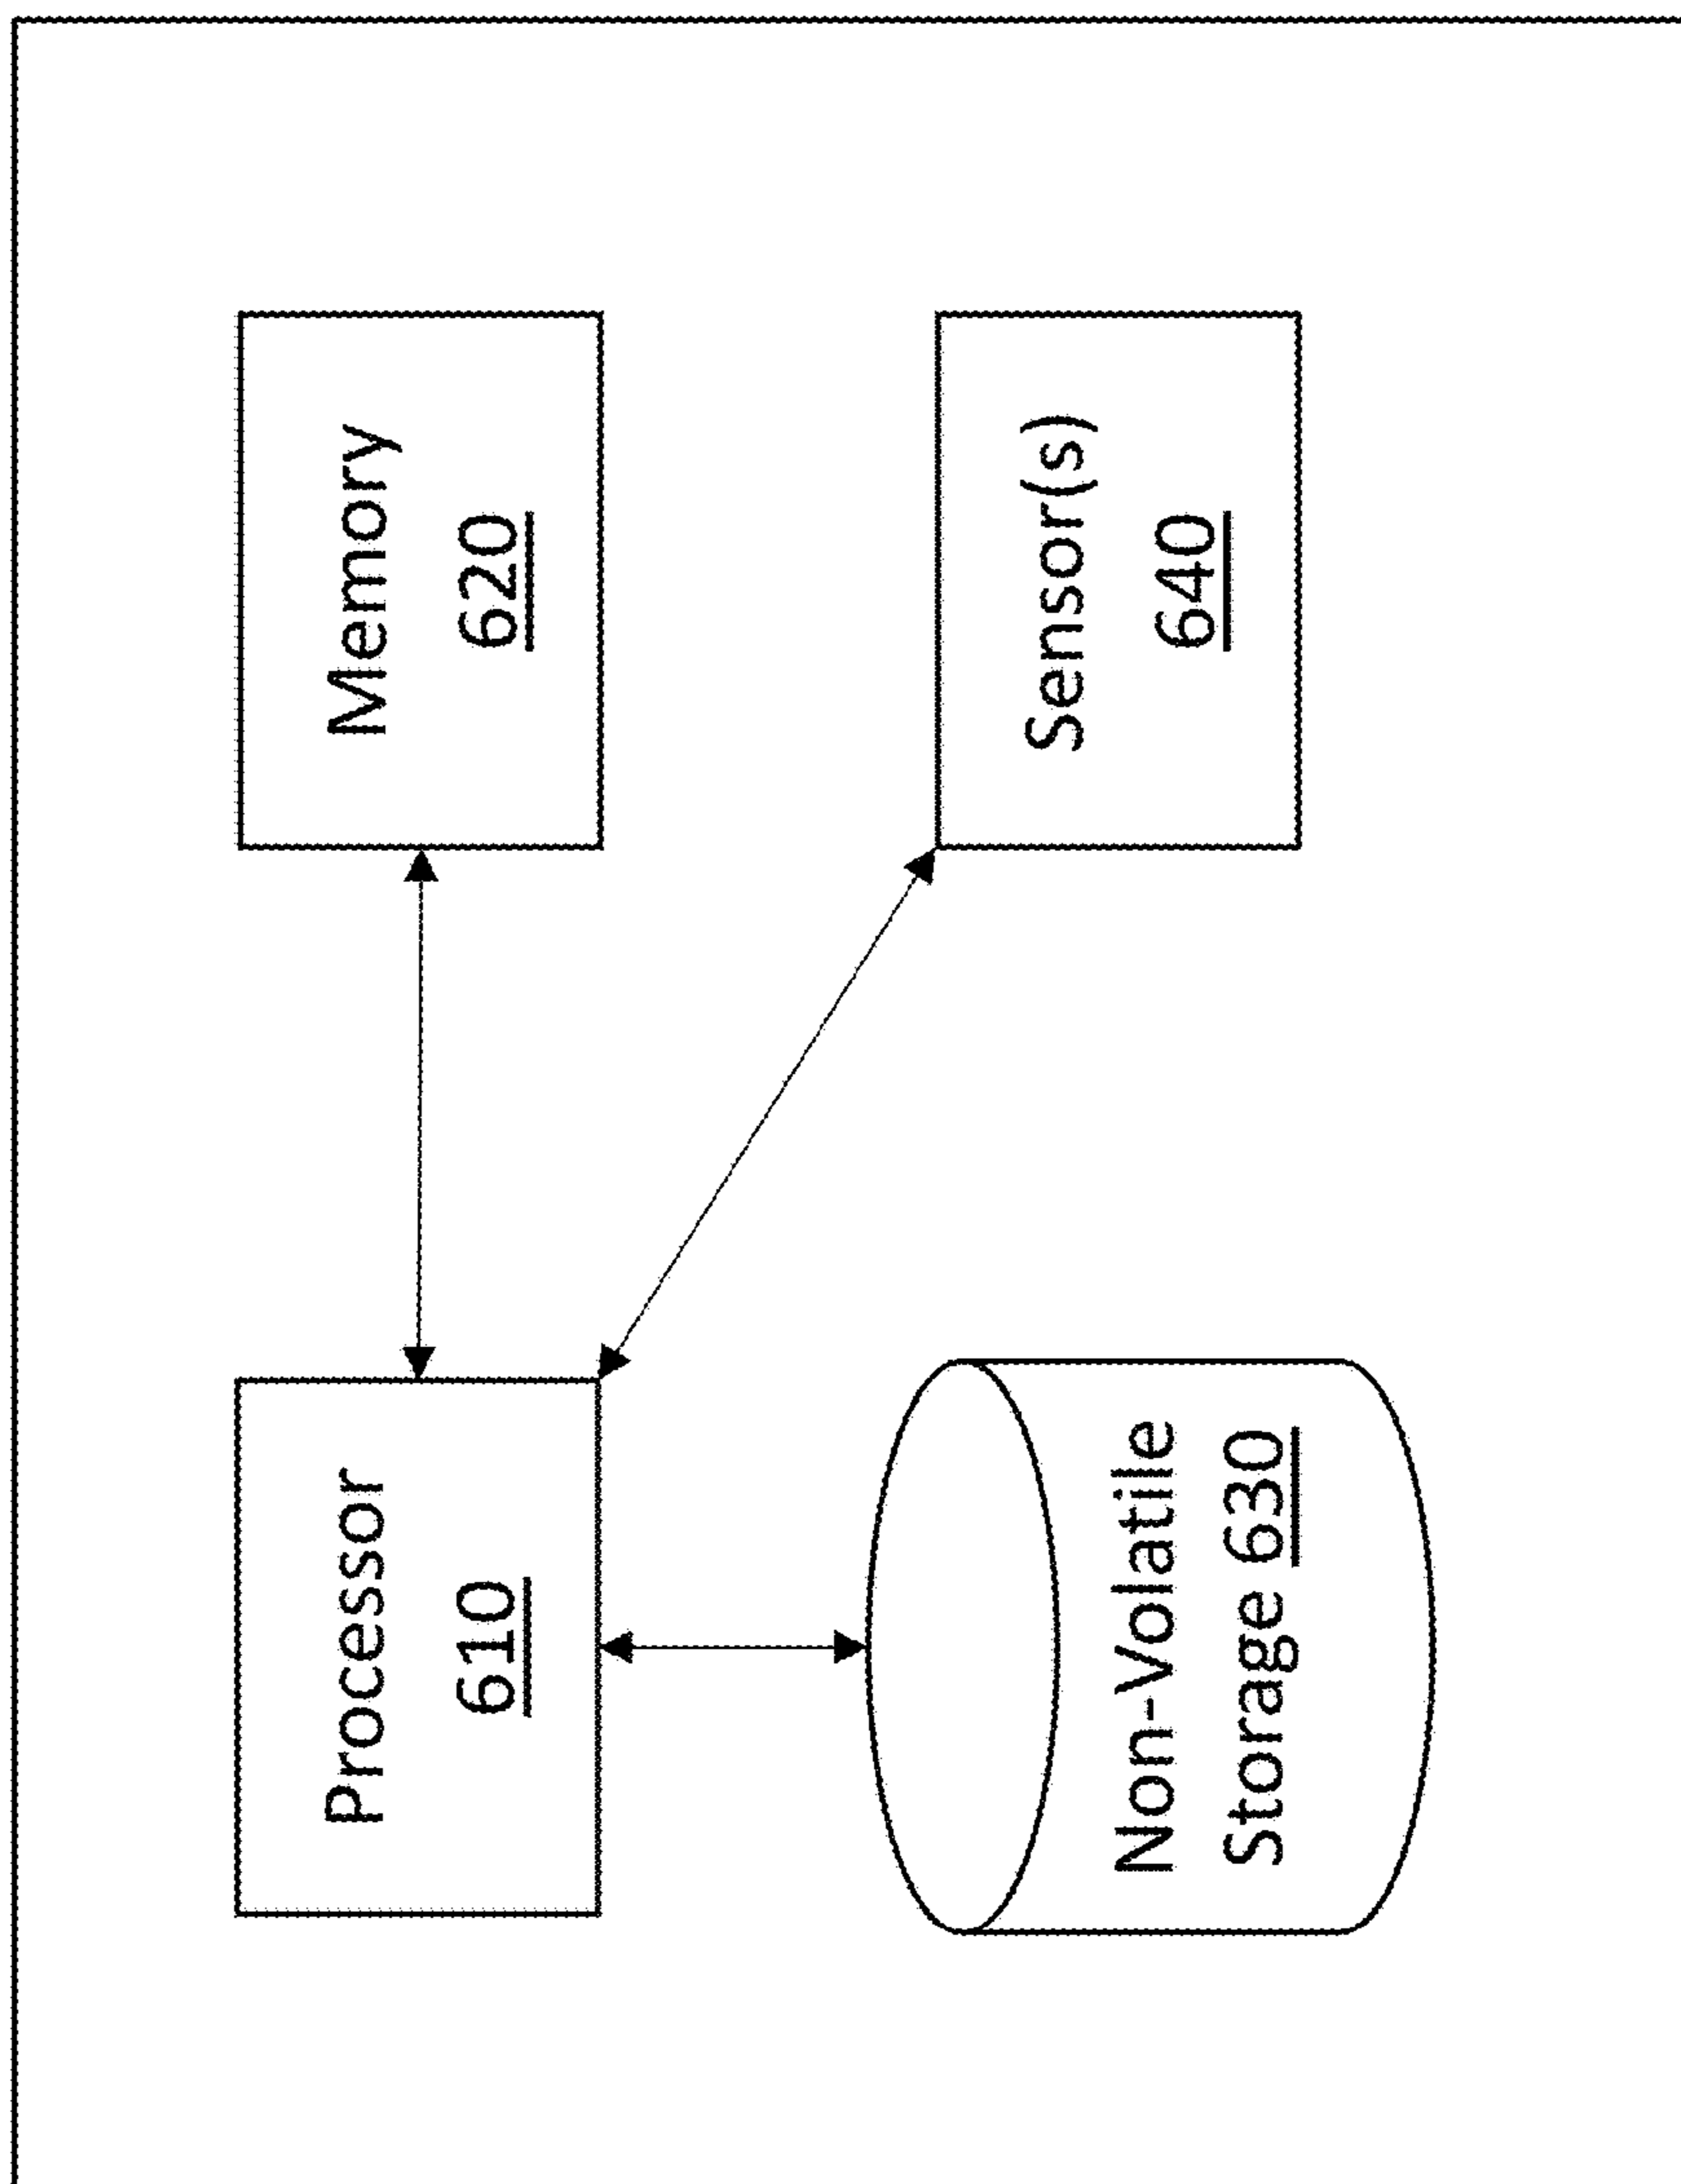 Processor
610
Memory
620
Non-Volatile
Storage 630
Sensor(s)
640